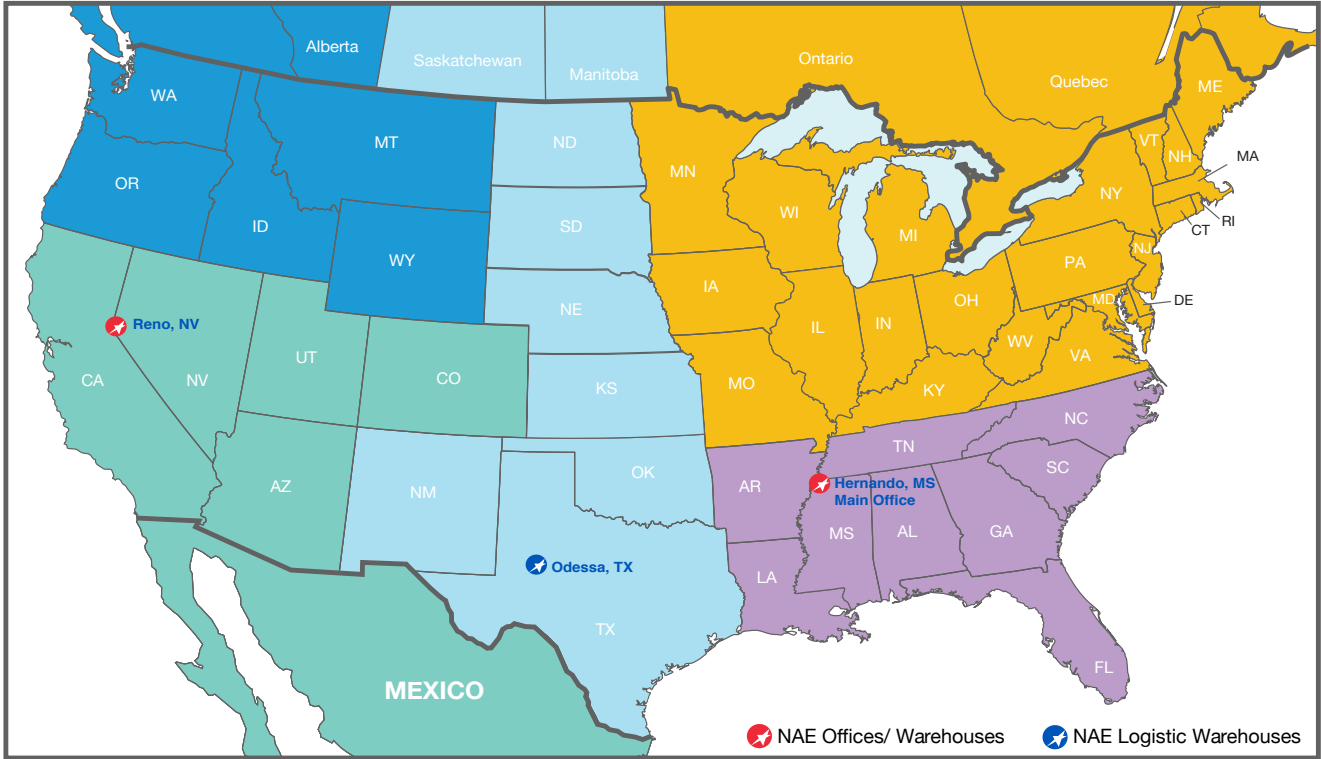 Alberta
Saskatchewan
Manitoba
Ontario
Quebec
WA
MT
ND
MN
ME
VT
NH
MA
OR
ID
SD
WI
MI
NY
RI
CT
WY
NE
IA
PA
NJ
OH
MD
DE
Reno, NV
IL
IN
WV
VA
UT
CA
NV
CO
KS
MO
KY
NC
TN
SC
AZ
NM
OK
AR
Hernando, MS
Main Office
MS
AL
GA
Odessa, TX
LA
TX
FL
MEXICO
NAE Offices/ Warehouses
NAE Logistic Warehouses